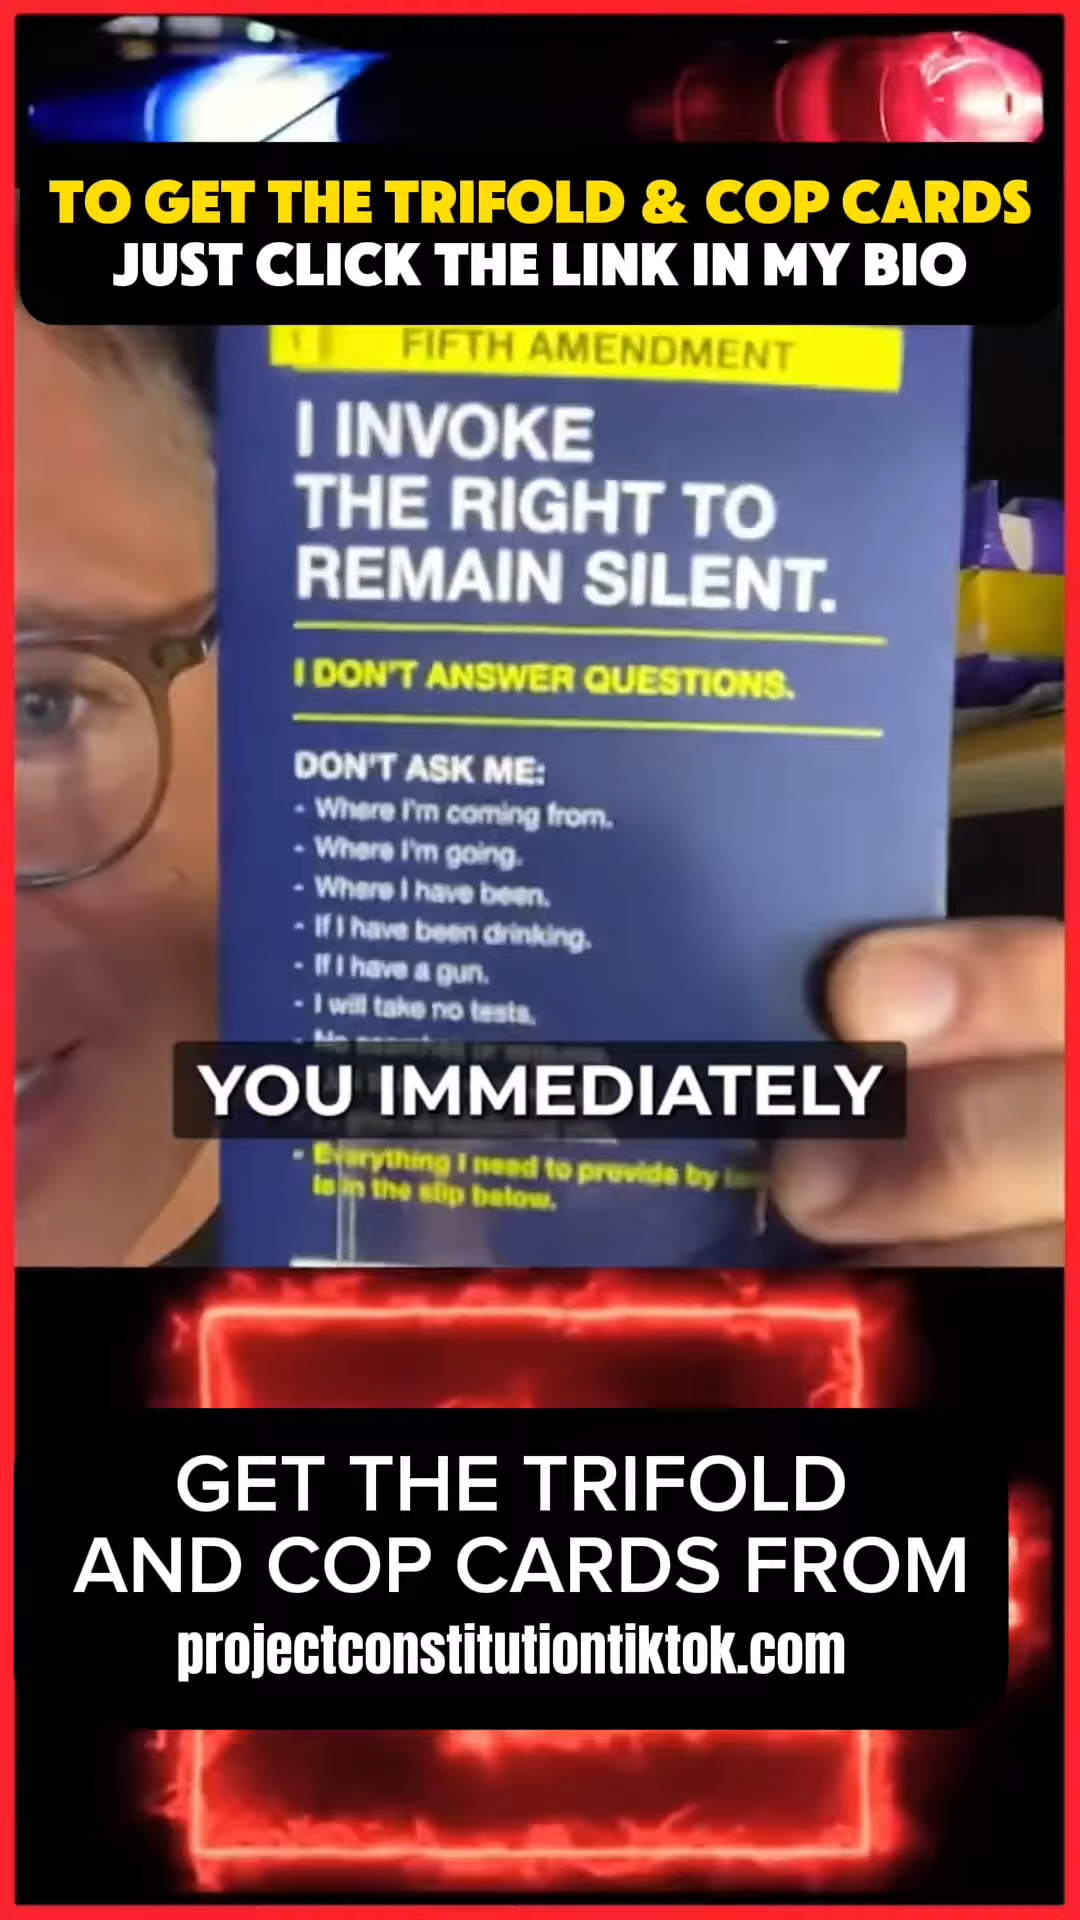 TO GET THE TRIFOLD & COP CARDS
JUST CLICK THE LINK IN MY BIO
FIFTH AMENDMENT
I INVOKE
THE RIGHT TO
REMAIN SILENT.
I DON'T ANSWER QUESTIONS.
DON'T ASK ME:
- Where I'm coming from.
- Where I'm going.
- Where I have been.
- If I have been drinking.
- If I have a gun.
- I will take no tests.
- No
YOU IMMEDIATELY
- Everything I need to provide by
is in the slip below.
GET THE TRIFOLD
AND COP CARDS FROM
projectconstitutiontiktok.com